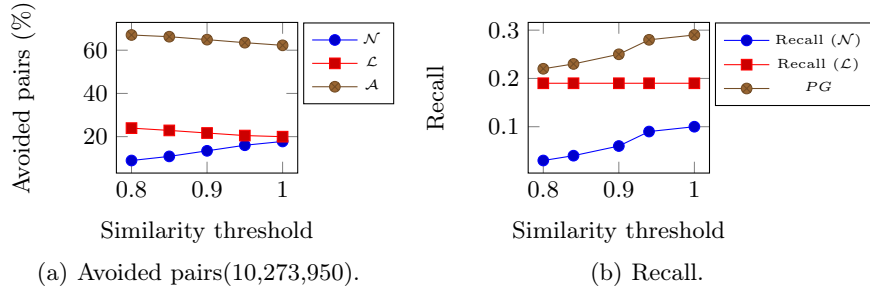 Avoided pairs (%)
60
40
20
0.8 0.9 1
Similarity threshold
𝒩
ℒ
𝒜
(a) Avoided pairs(10,273,950).
Recall
0.3
0.2
0.1
0.8 0.9 1
Similarity threshold
Recall (𝒩)
Recall (ℒ)
PG
(b) Recall.